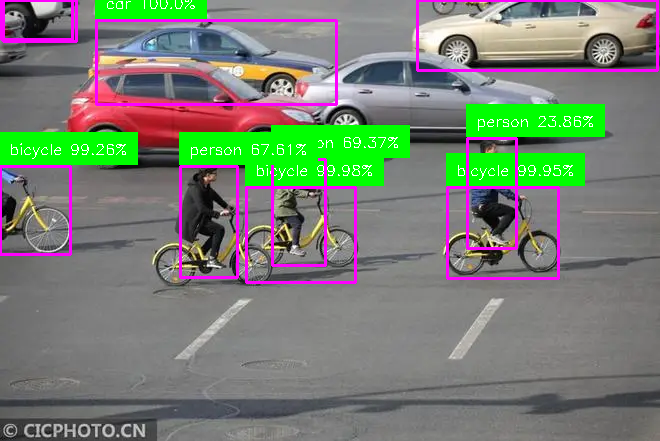 car 100.0%
person 23.86%
bicycle 99.26%
person 67.61%
on 69.37%
bicycle 99.98%
bicycle 99.95%
© CICPHOTO.CN